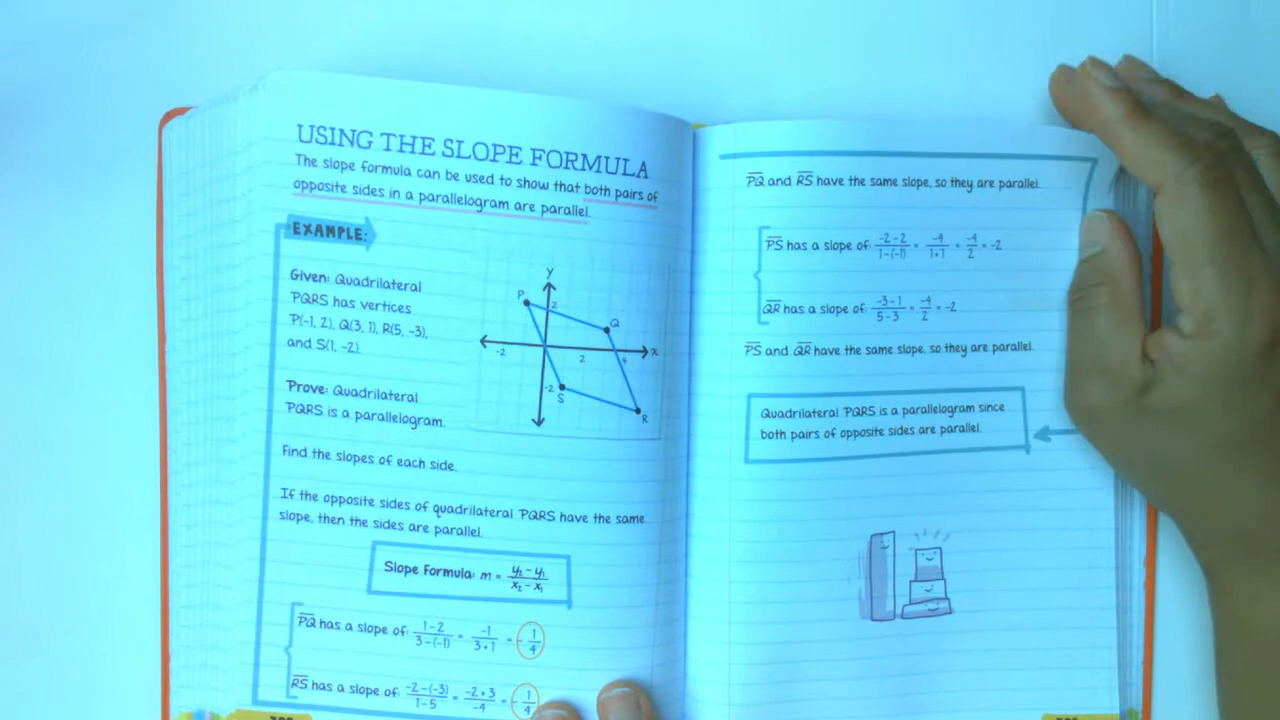 USING THE SLOPE FORMULA
The slope formula can be used to show that both pairs of
opposite sides in a parallelogram are parallel.
EXAMPLE:
Given: Quadrilateral
PQRS has vertices
P(-1, 2), Q(3, 1), R(5, -3),
and S(1, -2).
Prove: Quadrilateral
PQRS is a parallelogram.
y
P
2
Q
-2
2
4
x
-2
S
R
Find the slopes of each side.
If the opposite sides of quadrilateral PQRS have the same
slope, then the sides are parallel.
Slope Formula: m = (y₂ - y₁)/(x₂ - x₁)
PQ has a slope of: (1 - 2)/(3 - (-1)) = -1/(3 + 1) = -1/4
RS has a slope of: (-2 - (-3))/(1 - 5) = (-2 + 3)/-4 = -1/4
PQ and RS have the same slope, so they are parallel.
PS has a slope of: (-2 - 2)/(1 - (-1)) = -4/(1 + 1) = -4/2 = -2
QR has a slope of: (-3 - 1)/(5 - 3) = -4/2 = -2
PS and QR have the same slope, so they are parallel.
Quadrilateral PQRS is a parallelogram since
both pairs of opposite sides are parallel.